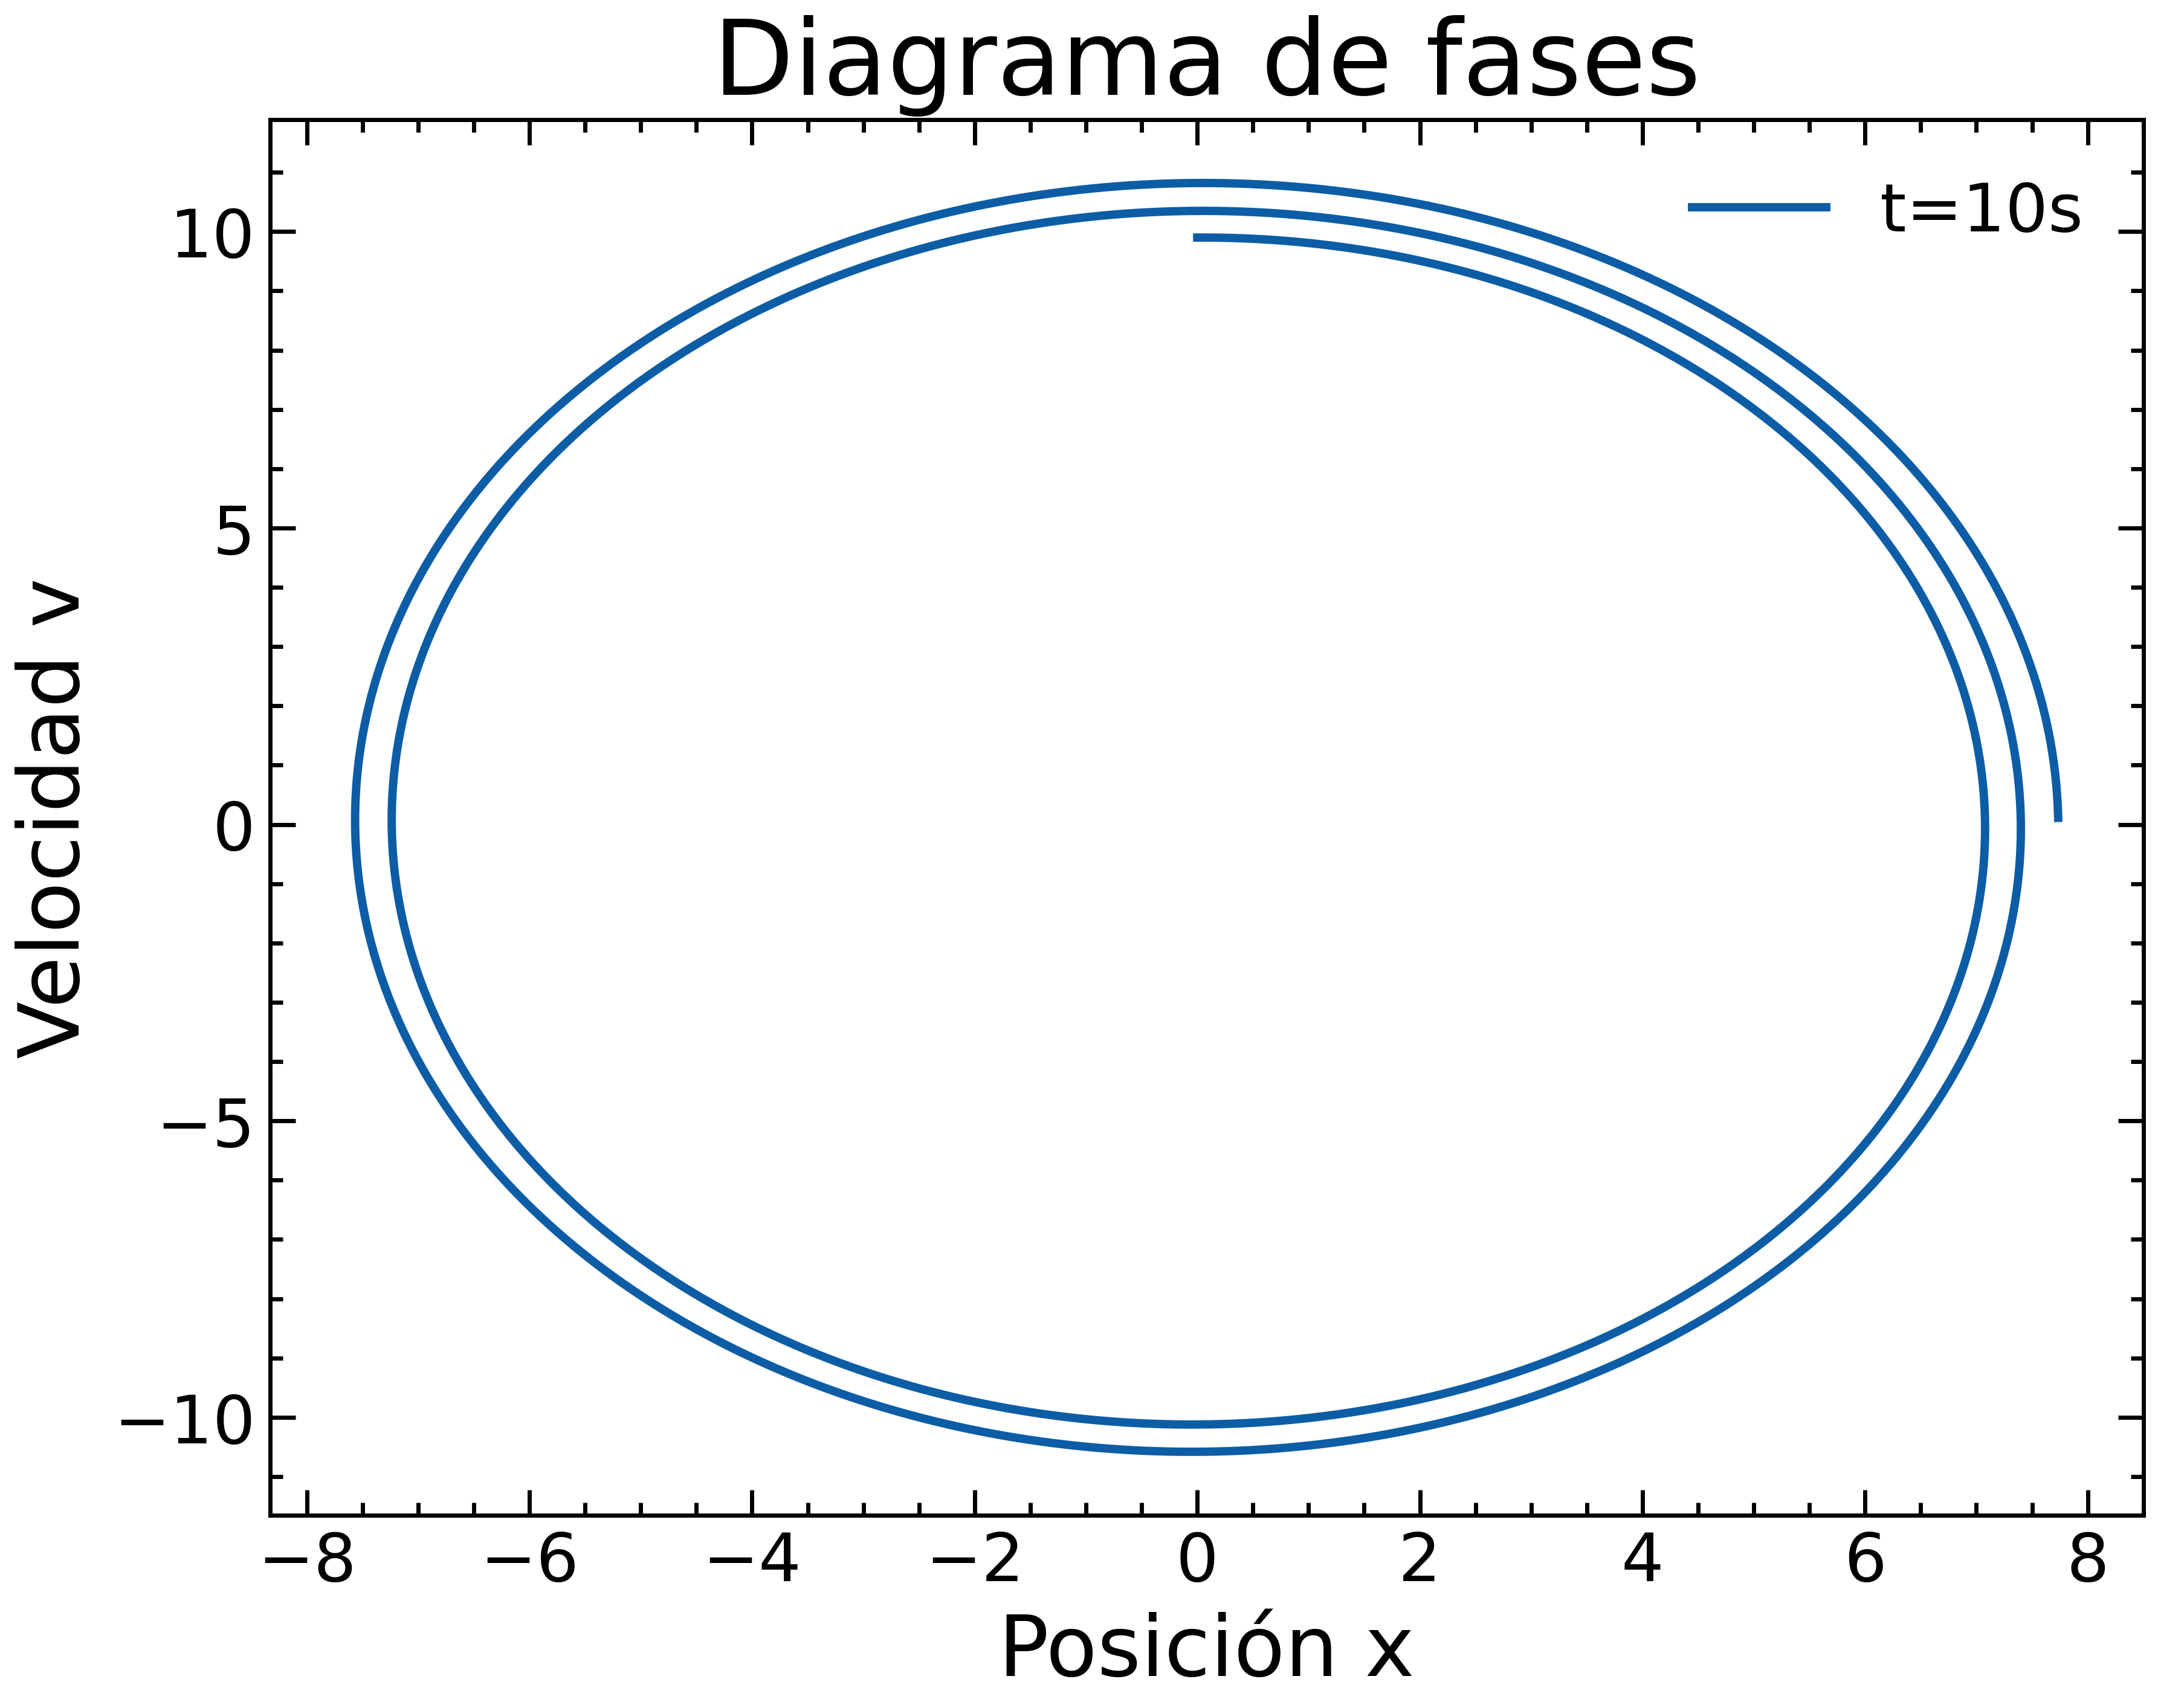 Diagrama de fases
t=10s
10
5
0
−5
−10
Velocidad v
−8 −6 −4 −2 0 2 4 6 8
Posición x